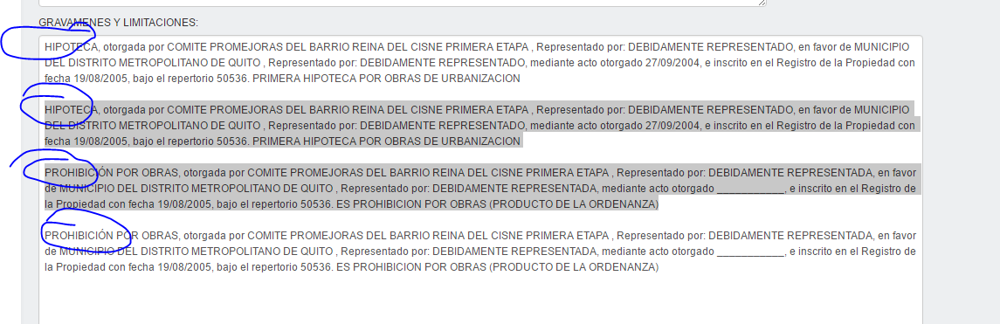 GRAVAMENES Y LIMITACIONES:
HIPOTECA, otorgada por COMITE PROMEJORAS DEL BARRIO REINA DEL CISNE PRIMERA ETAPA , Representado por: DEBIDAMENTE REPRESENTADO, en favor de MUNICIPIO
DEL DISTRITO METROPOLITANO DE QUITO , Representado por: DEBIDAMENTE REPRESENTADO, mediante acto otorgado 27/09/2004, e inscrito en el Registro de la Propiedad con
fecha 19/08/2005, bajo el repertorio 50536. PRIMERA HIPOTECA POR OBRAS DE URBANIZACION
HIPOTECA, otorgada por COMITE PROMEJORAS DEL BARRIO REINA DEL CISNE PRIMERA ETAPA , Representado por: DEBIDAMENTE REPRESENTADO, en favor de MUNICIPIO
DEL DISTRITO METROPOLITANO DE QUITO , Representado por: DEBIDAMENTE REPRESENTADO, mediante acto otorgado 27/09/2004, e inscrito en el Registro de la Propiedad con
fecha 19/08/2005, bajo el repertorio 50536. PRIMERA HIPOTECA POR OBRAS DE URBANIZACION
PROHIBICIÓN POR OBRAS, otorgada por COMITE PROMEJORAS DEL BARRIO REINA DEL CISNE PRIMERA ETAPA , Representado por: DEBIDAMENTE REPRESENTADA, en favor
de MUNICIPIO DEL DISTRITO METROPOLITANO DE QUITO , Representado por: DEBIDAMENTE REPRESENTADA, mediante acto otorgado ____________, e inscrito en el Registro de
la Propiedad con fecha 19/08/2005, bajo el repertorio 50536. ES PROHIBICION POR OBRAS (PRODUCTO DE LA ORDENANZA)
PROHIBICIÓN POR OBRAS, otorgada por COMITE PROMEJORAS DEL BARRIO REINA DEL CISNE PRIMERA ETAPA , Representado por: DEBIDAMENTE REPRESENTADA, en favor
de MUNICIPIO DEL DISTRITO METROPOLITANO DE QUITO , Representado por: DEBIDAMENTE REPRESENTADA, mediante acto otorgado ____________, e inscrito en el Registro de
la Propiedad con fecha 19/08/2005, bajo el repertorio 50536. ES PROHIBICION POR OBRAS (PRODUCTO DE LA ORDENANZA)